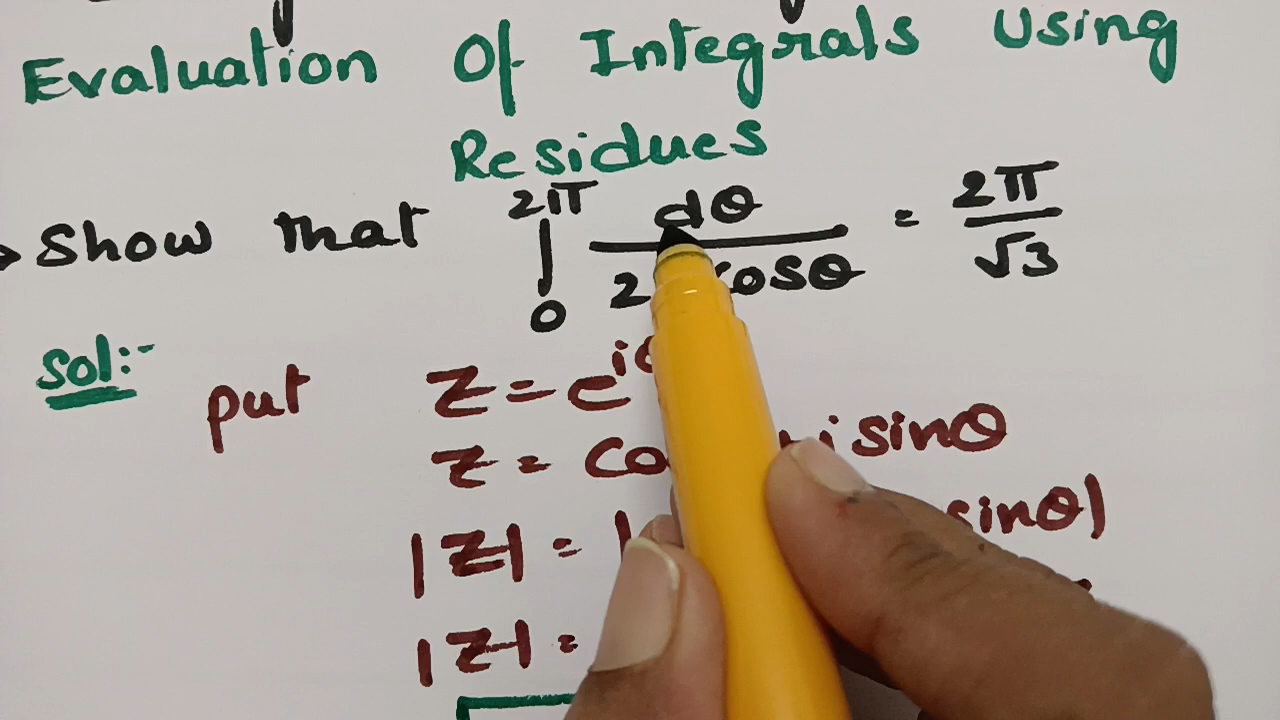 Evaluation Of Integrals Using
Residues
Show that ∫₀^2π dθ / 2 cosθ = 2π / √3
Sol:- put z = e^i
z = Co i sinθ
|z| = | sinθ|
|z| =